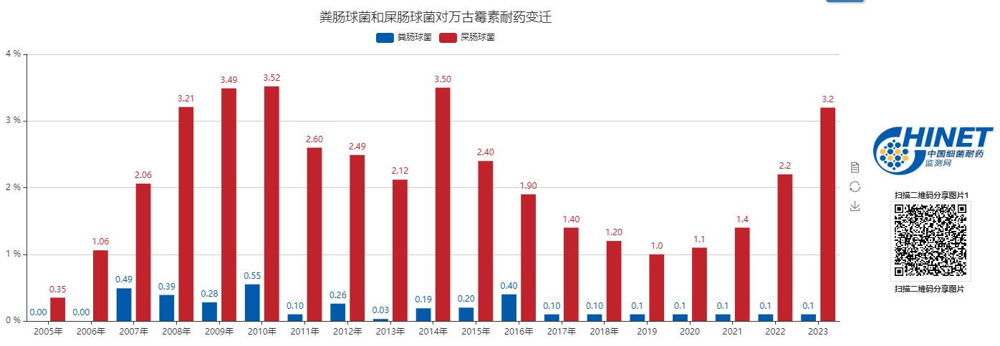 粪肠球菌和屎肠球菌对万古霉素耐药变迁
粪肠球菌 屎肠球菌
4 %
3 %
2 %
1 %
0 %
0.00 0.00 0.49 0.39 0.28 0.55 0.10 0.26 0.03 0.19 0.20 0.40 0.10 0.10 0.1 0.1 0.1 0.1 0.1
0.35 1.06 2.06 3.21 3.49 3.52 2.60 2.49 2.12 3.50 2.40 1.90 1.40 1.20 1.0 1.1 1.4 2.2 3.2
2005年 2006年 2007年 2008年 2009年 2010年 2011年 2012年 2013年 2014年 2015年 2016年 2017年 2018年 2019 2020 2021 2022 2023
CHINET
中国细菌耐药
监测网
扫描二维码分享图片1
扫描二维码分享图片